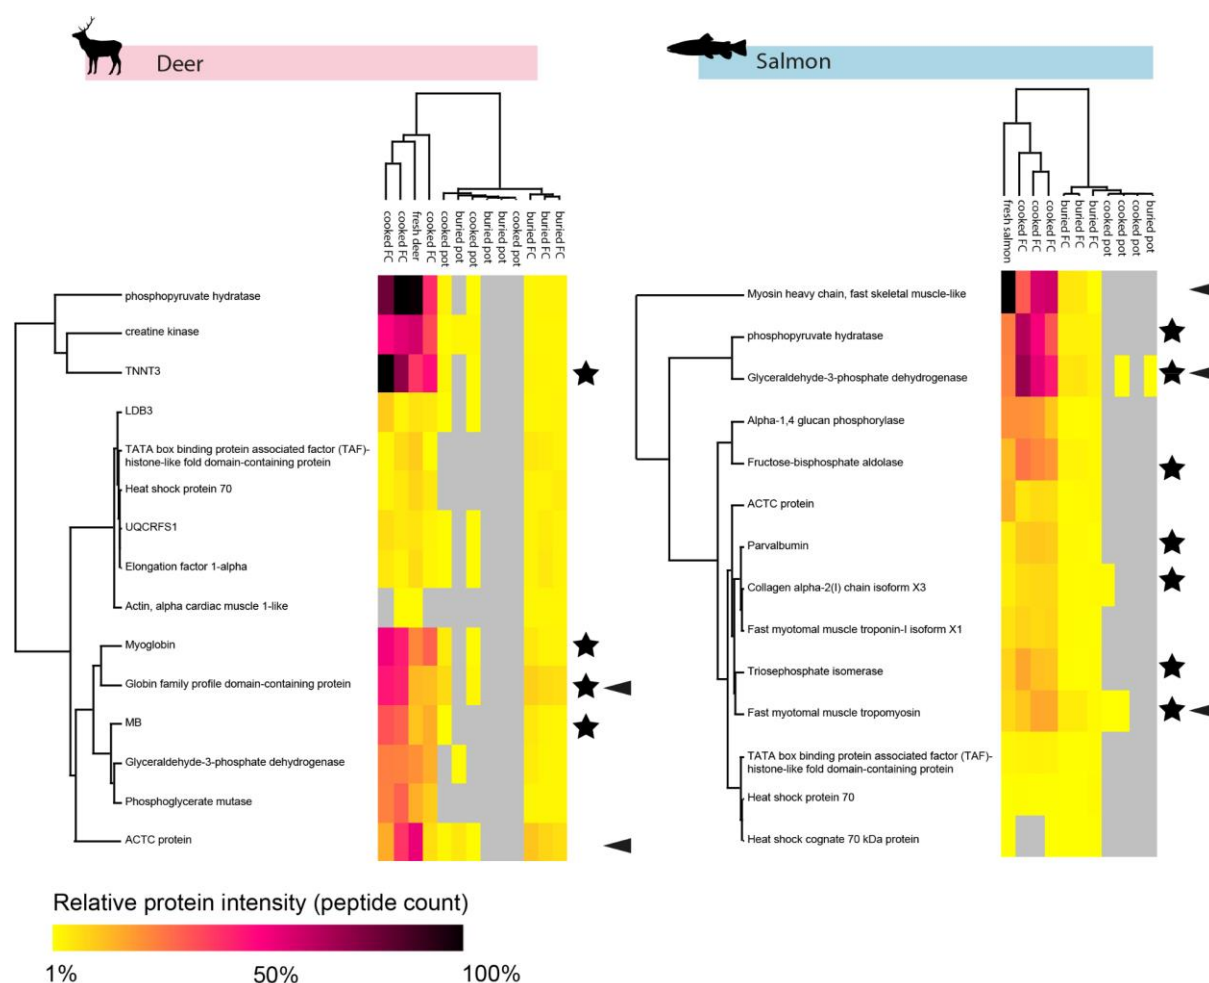 Deer
Salmon
cooked FC
cooked FC
fresh deer
cooked FC
cooked pot
buried pot
cooked pot
buried pot
buried pot
cooked pot
buried FC
buried FC
buried FC
fresh salmon
cooked FC
cooked FC
cooked FC
buried FC
buried FC
buried FC
cooked pot
cooked pot
cooked pot
buried pot
phosphopyruvate hydratase
creatine kinase
TNNT3
LDB3
TATA box binding protein associated factor (TAF)-
histone-like fold domain-containing protein
Heat shock protein 70
UQCRFS1
Elongation factor 1-alpha
Actin, alpha cardiac muscle 1-like
Myoglobin
Globin family profile domain-containing protein
MB
Glyceraldehyde-3-phosphate dehydrogenase
Phosphoglycerate mutase
ACTC protein
Myosin heavy chain, fast skeletal muscle-like
phosphopyruvate hydratase
Glyceraldehyde-3-phosphate dehydrogenase
Alpha-1,4 glucan phosphorylase
Fructose-bisphosphate aldolase
ACTC protein
Parvalbumin
Collagen alpha-2(I) chain isoform X3
Fast myotomal muscle troponin-I isoform X1
Triosephosphate isomerase
Fast myotomal muscle tropomyosin
TATA box binding protein associated factor (TAF)-
histone-like fold domain-containing protein
Heat shock protein 70
Heat shock cognate 70 kDa protein
Relative protein intensity (peptide count)
1%
50%
100%